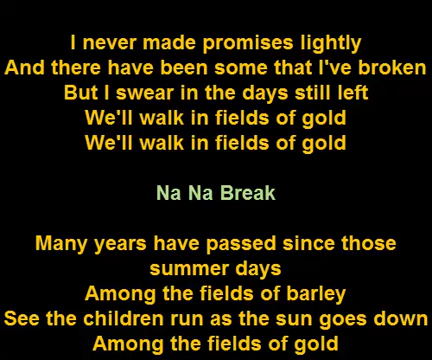 I never made promises lightly
And there have been some that I've broken
But I swear in the days still left
We'll walk in fields of gold
We'll walk in fields of gold
Na Na Break
Many years have passed since those
summer days
Among the fields of barley
See the children run as the sun goes down
Among the fields of gold